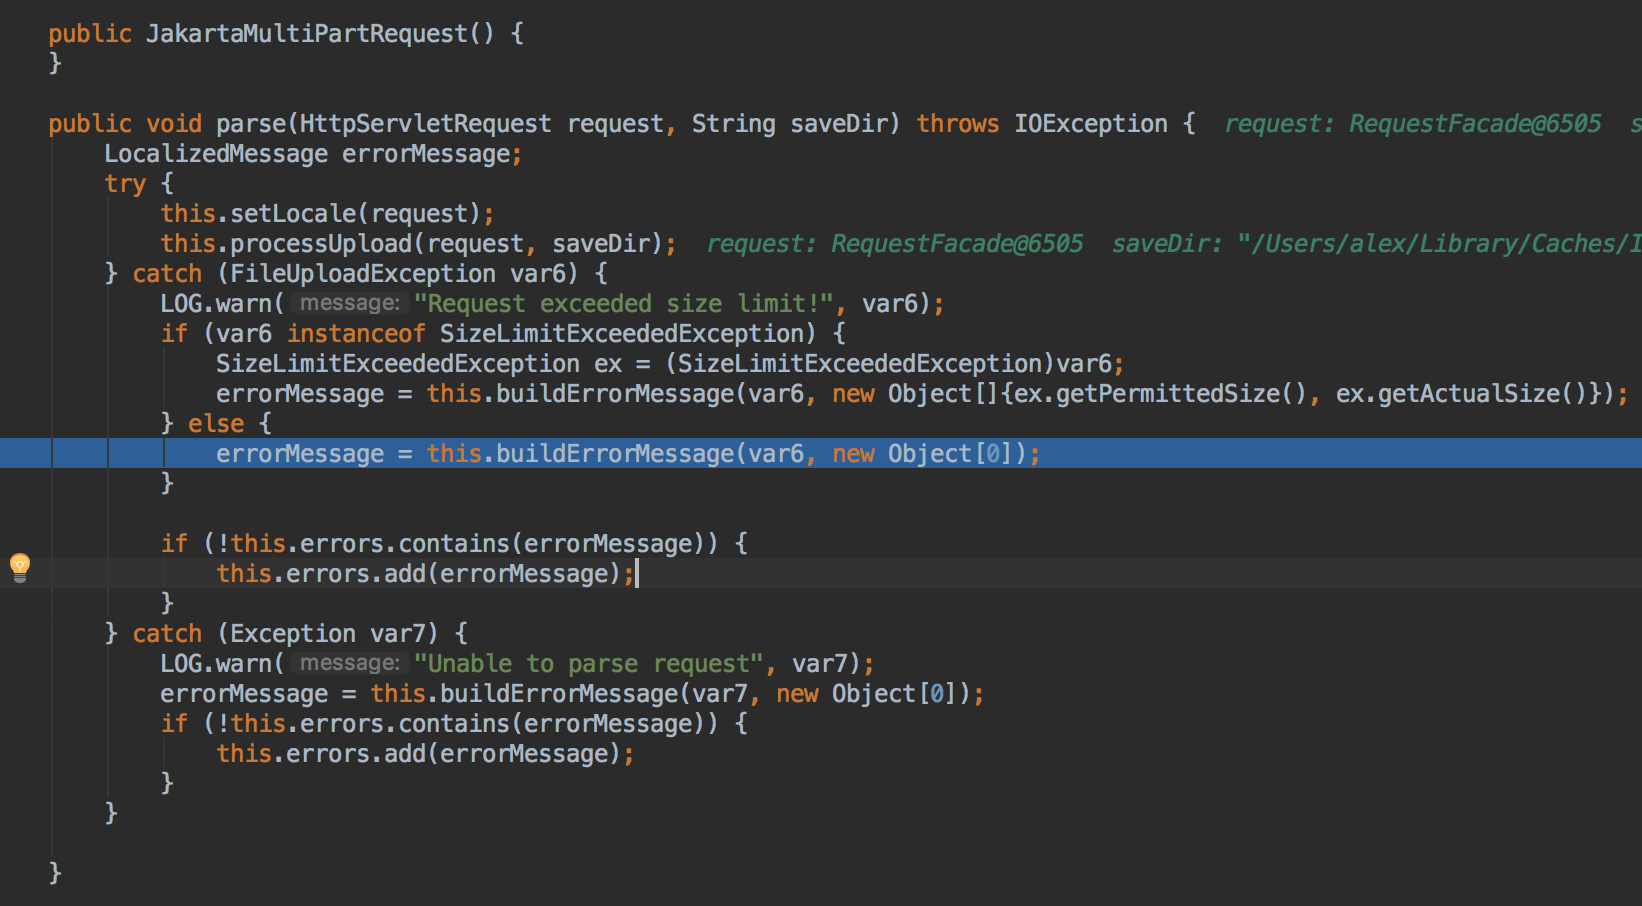 public JakartaMultiPartRequest() {
}
public void parse(HttpServletRequest request, String saveDir) throws IOException {  request: RequestFacade@6505  s
LocalizedMessage errorMessage;
try {
this.setLocale(request);
this.processUpload(request, saveDir);  request: RequestFacade@6505  saveDir: "/Users/alex/Library/Caches/I
} catch (FileUploadException var6) {
LOG.warn( message: "Request exceeded size limit!", var6);
if (var6 instanceof SizeLimitExceededException) {
SizeLimitExceededException ex = (SizeLimitExceededException)var6;
errorMessage = this.buildErrorMessage(var6, new Object[]{ex.getPermittedSize(), ex.getActualSize()});
} else {
errorMessage = this.buildErrorMessage(var6, new Object[0]);
}
if (!this.errors.contains(errorMessage)) {
this.errors.add(errorMessage);
}
} catch (Exception var7) {
LOG.warn( message: "Unable to parse request", var7);
errorMessage = this.buildErrorMessage(var7, new Object[0]);
if (!this.errors.contains(errorMessage)) {
this.errors.add(errorMessage);
}
}
}